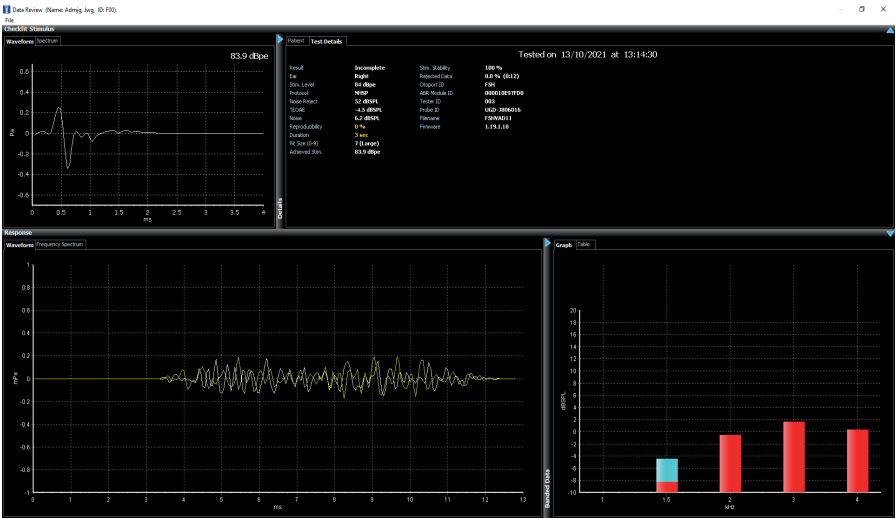 Data Review (Name: Admjg, Jwg, ID: F00)
File
Checkfit Stimulus
Waveform Spectrum
83.9 dBpe
0.6
0.4
0.2
0
-0.2
-0.4
-0.6
Pa
0 0.5 1 1.5 2 2.5 3 3.5 4
ms
Details
Patient Test Details
Tested on 13/10/2021 at 13:14:30
Result Incomplete Stim. Stability 100 %
Ear Right Rejected Data 0.0 % (0:12)
Stim. Level 84 dBpe Otoport ID F5H
Protocol NHSP ABR Module ID 000010E97FD0
Noise Reject 52 dBSPL Tester ID 003
TEOAE -4.5 dBSPL Probe ID UGD-J806016
Noise 6.2 dBSPL Filename F5HWAD11
Reproducibility 0 % Firmware 1.19.1.10
Duration 3 sec
Fit Size (0-9) 7 (Large)
Achieved Stim. 83.9 dBpe
Response
Waveform Frequency Spectrum
1
0.8
0.6
0.4
0.2
0
-0.2
-0.4
-0.6
-0.8
-1
mPa
0 1 2 3 4 5 6 7 8 9 10 11 12 13
ms
Banded Data
Graph Table
20
18
16
14
12
10
8
6
4
2
0
-2
-4
-6
-8
-10
dBSPL
1 1.5 2 3 4
kHz